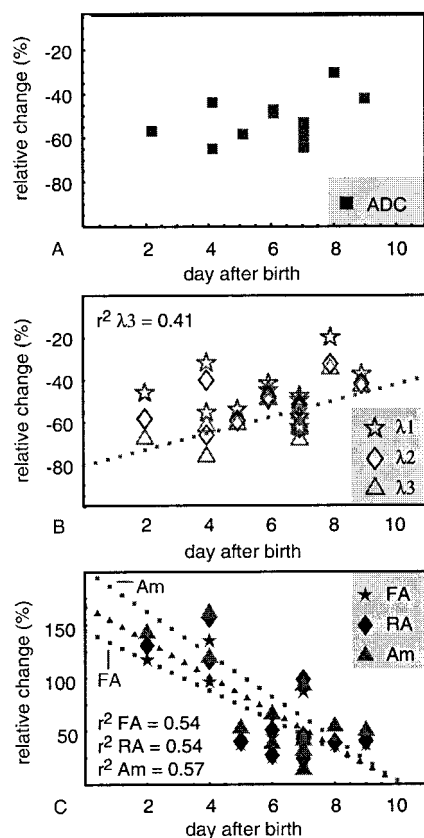 relative change (%)
-20
-40
-60
-80
ADC
A
2 4 6 8 10
day after birth
relative change (%)
r² λ3 = 0.41
-20
-40
-60
-80
λ1
λ2
λ3
B
2 4 6 8 10
day after birth
relative change (%)
Am
FA
150
100
50
FA
RA
Am
r² FA = 0.54
r² RA = 0.54
r² Am = 0.57
C
2 4 6 8 10
day after birth